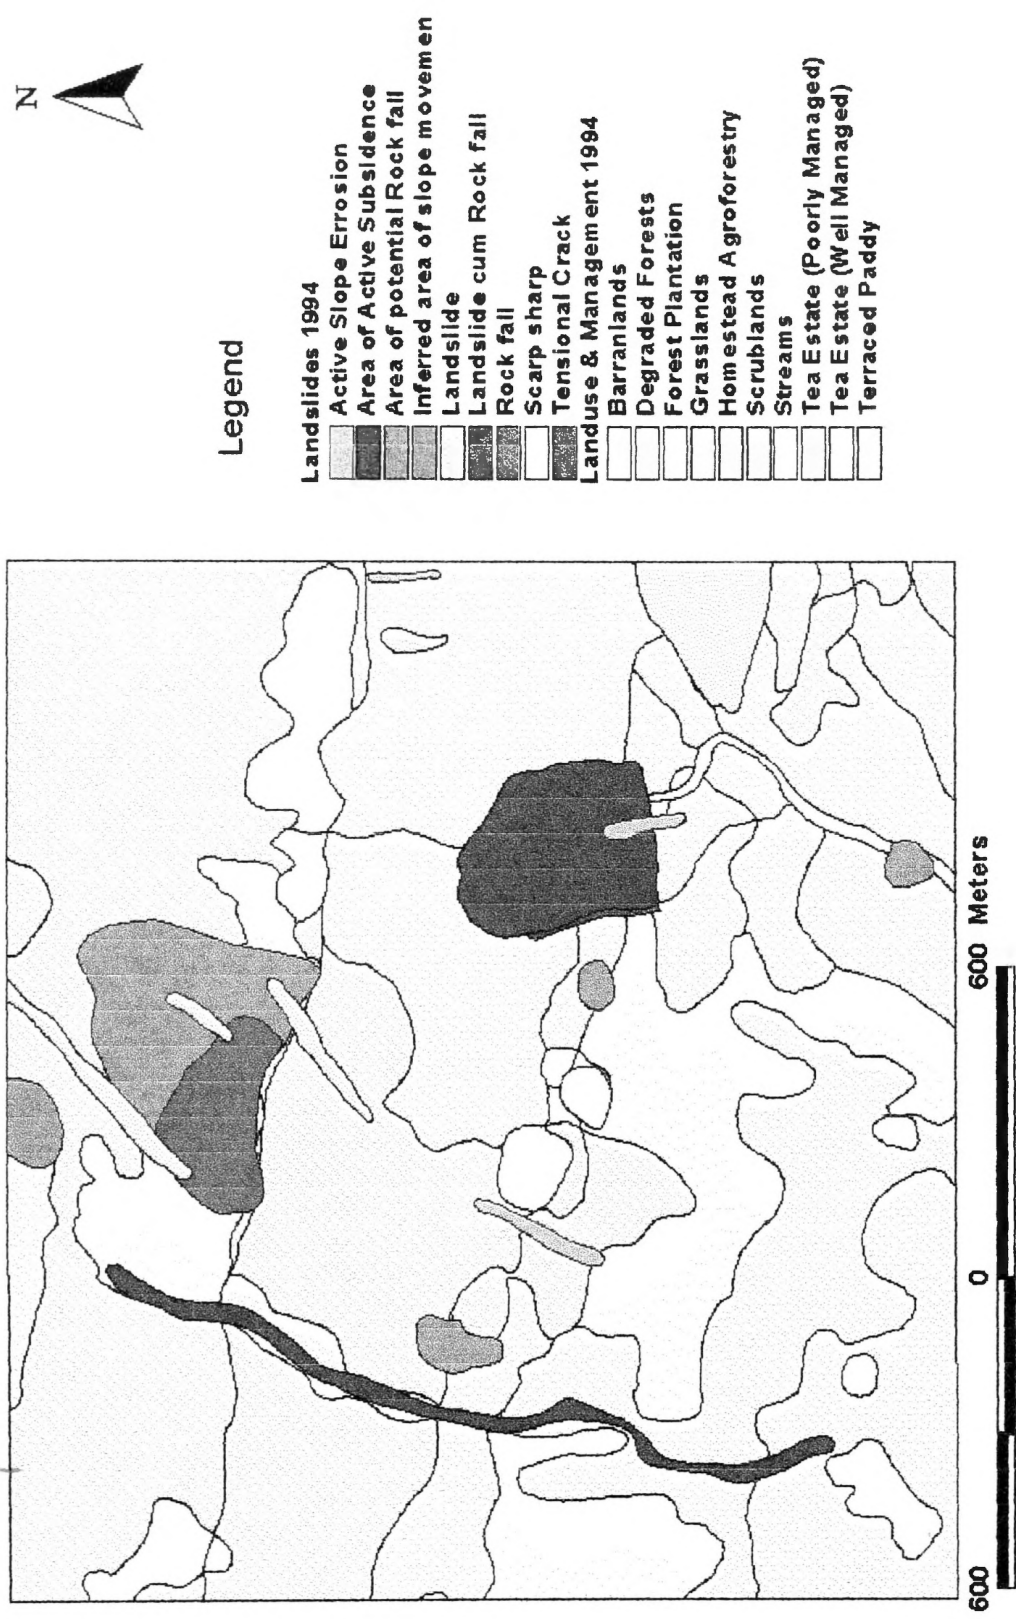 N
Legend
Landslides 1994
Active Slope Errosion
Area of Active Subsidence
Area of potential Rock fall
Inferred area of slope movemen
Landslide
Landslide cum Rock fall
Rock fall
Scarp sharp
Tensional Crack
Landuse & Management 1994
Barranlands
Degraded Forests
Forest Plantation
Grasslands
Homestead Agroforestry
Scrublands
Streams
Tea Estate (Poorly Managed)
Tea Estate (Well Managed)
Terraced Paddy
600 0 600 Meters